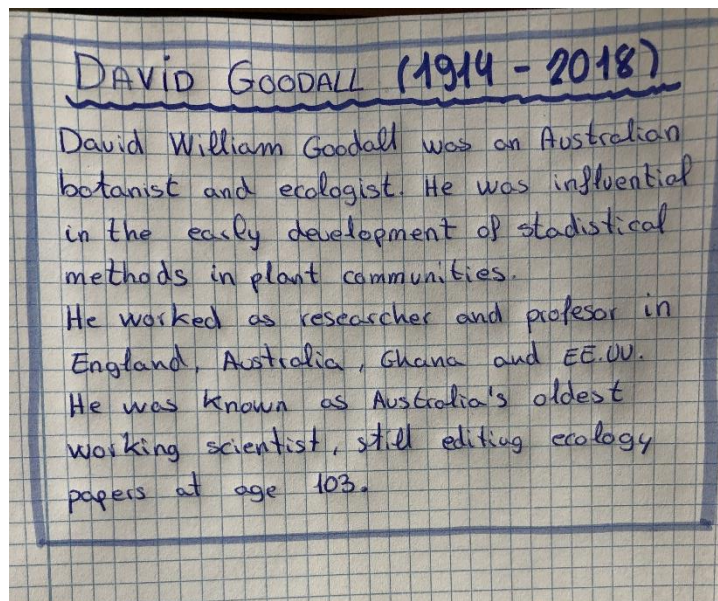 DAVID GOODALL (1914 - 2018)
David William Goodall was an Australian
botanist and ecologist. He was influential
in the early development of stadistical
methods in plant communities.
He worked as researcher and profesor in
England, Australia, Ghana and EE.UU.
He was known as Australia's oldest
working scientist, still editing ecology
papers at age 103.